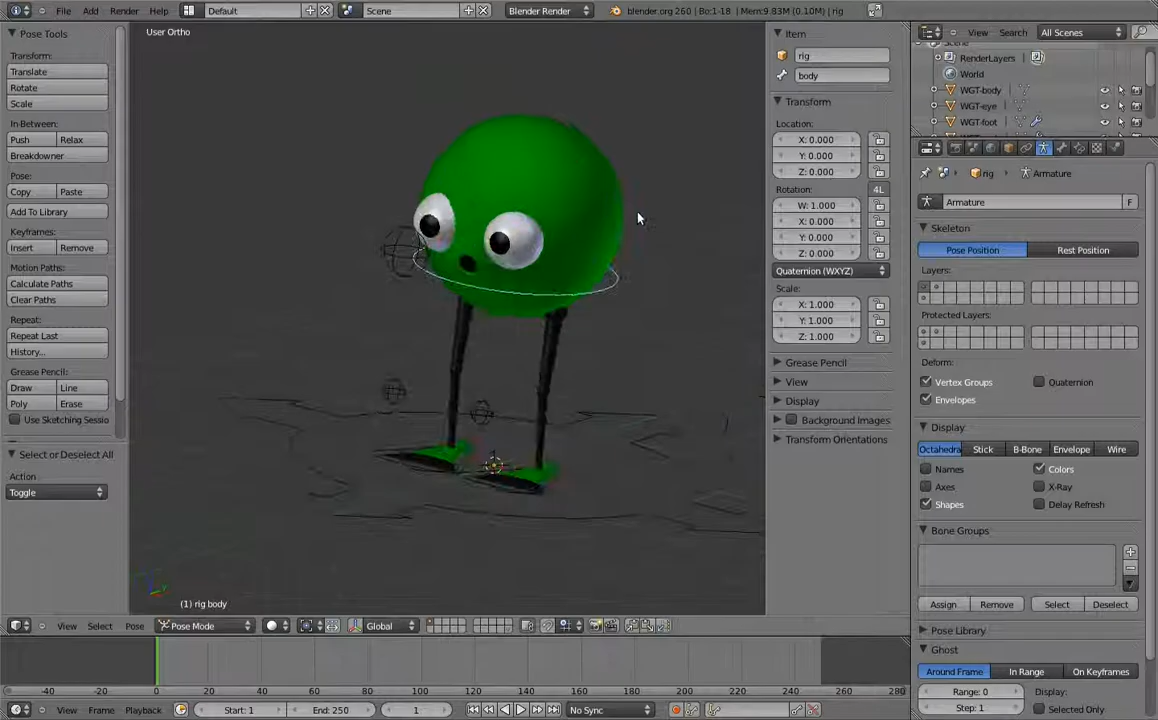 File Add Render Help Default Scene Blender Render blender.org 260 | Bo:1-18 | Mem:9.83M (0.10M) | rig
Pose Tools
Transform:
Translate
Rotate
Scale
In-Between:
Push Relax
Breakdowner
Pose:
Copy Paste
Add To Library
Keyframes:
Insert Remove
Motion Paths:
Calculate Paths
Clear Paths
Repeat:
Repeat Last
History...
Grease Pencil:
Draw Line
Poly Erase
Use Sketching Sessio
Select or Deselect All
Action
Toggle
User Ortho
(1) rig body
View Select Pose Pose Mode Global
Item
rig
body
Transform
Location:
X: 0.000
Y: 0.000
Z: 0.000
Rotation: 4L
W: 1.000
X: 0.000
Y: 0.000
Z: 0.000
Quaternion (WXYZ)
Scale:
X: 1.000
Y: 1.000
Z: 1.000
Grease Pencil
View
Display
Background Images
Transform Orientations
View Search All Scenes
RenderLayers
World
WGT-body
WGT-eye
WGT-foot
rig Armature
Armature F
Skeleton
Pose Position Rest Position
Layers:
Protected Layers:
Deform:
Vertex Groups Quaternion
Envelopes
Display
Octahedra Stick B-Bone Envelope Wire
Names Colors
Axes X-Ray
Shapes Delay Refresh
Bone Groups
Assign Remove Select Deselect
Pose Library
Ghost
Around Frame In Range On Keyframes
Range: 0 Display:
Step: 1 Selected Only
-40 -20 0 20 40 60 80 100 120 140 160 180 200 220 240 260 280
View Frame Playback Start: 1 End: 250 1 No Sync